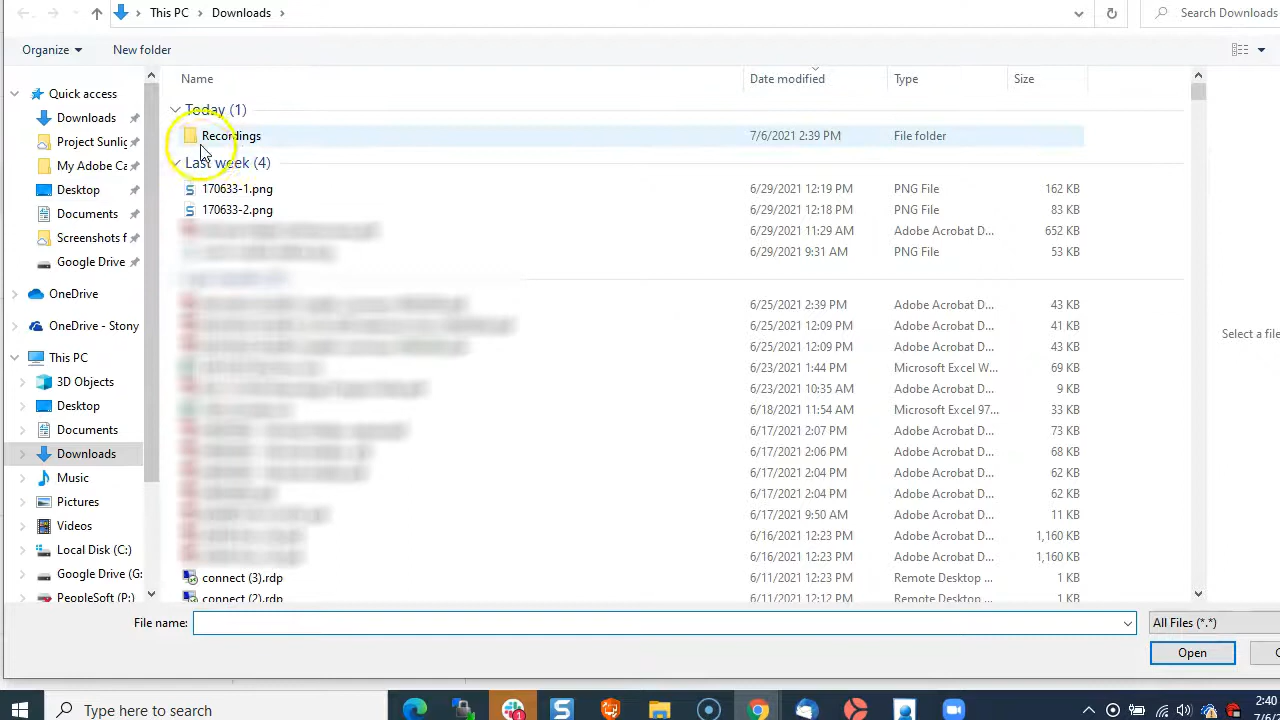 This PC > Downloads >
Search Downloads
Organize
New folder
Name
Date modified
Type
Size
Quick access
Downloads
Project Sunlig
My Adobe Ca
Desktop
Documents
Screenshots f
Google Drive
OneDrive
OneDrive - Stony
This PC
3D Objects
Desktop
Documents
Downloads
Music
Pictures
Videos
Local Disk (C:)
Google Drive (G:
PeopleSoft (P:)
Today (1)
Recordings 7/6/2021 2:39 PM File folder
Last week (4)
170633-1.png 6/29/2021 12:19 PM PNG File 162 KB
170633-2.png 6/29/2021 12:18 PM PNG File 83 KB
6/29/2021 11:29 AM Adobe Acrobat D... 652 KB
6/29/2021 9:31 AM PNG File 53 KB
6/25/2021 2:39 PM Adobe Acrobat D... 43 KB
6/25/2021 12:09 PM Adobe Acrobat D... 41 KB
6/25/2021 12:09 PM Adobe Acrobat D... 43 KB
6/23/2021 1:44 PM Microsoft Excel W... 69 KB
6/23/2021 10:35 AM Adobe Acrobat D... 9 KB
6/18/2021 11:54 AM Microsoft Excel 97... 33 KB
6/17/2021 2:07 PM Adobe Acrobat D... 73 KB
6/17/2021 2:06 PM Adobe Acrobat D... 68 KB
6/17/2021 2:04 PM Adobe Acrobat D... 62 KB
6/17/2021 2:04 PM Adobe Acrobat D... 62 KB
6/17/2021 9:50 AM Adobe Acrobat D... 11 KB
6/16/2021 12:23 PM Adobe Acrobat D... 1,160 KB
6/16/2021 12:23 PM Adobe Acrobat D... 1,160 KB
connect (3).rdp 6/11/2021 12:23 PM Remote Desktop ... 1 KB
connect (2).rdp 6/11/2021 12:12 PM Remote Desktop ... 1 KB
Select a file
File name:
All Files (*.*)
Open
Type here to search
2:40